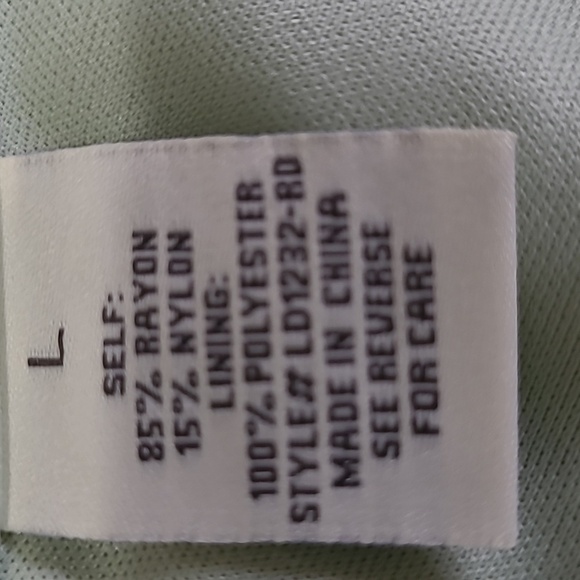 L
SELF:
85% RAYON
15% NYLON
LINING:
100% POLYESTER
STYLE# LD1232-RD
MADE IN CHINA
SEE REVERSE
FOR CARE